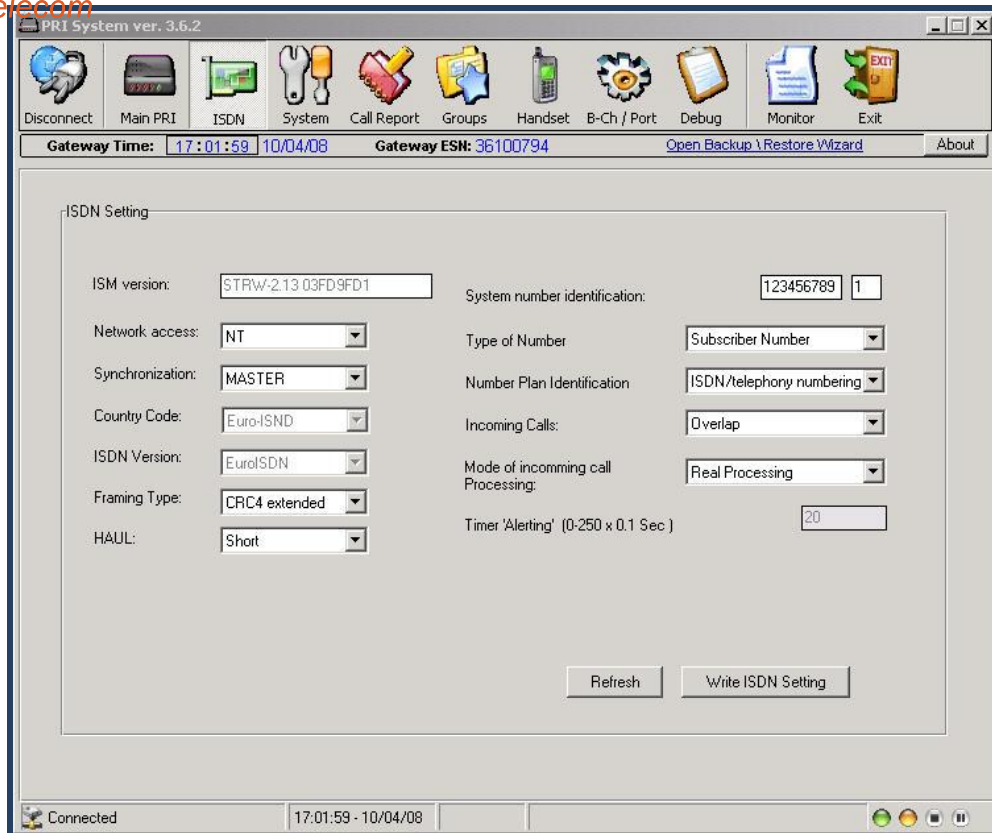 elecom
PRI System ver. 3.6.2
Disconnect Main PRI ISDN System Call Report Groups Handset B-Ch / Port Debug Monitor EXIT Exit
Gateway Time: 17:01:59 10/04/08 Gateway ESN: 36100794 Open Backup \ Restore Wizard About
ISDN Setting
ISM version: STRW-2.13 03FD9FD1
Network access: NT
Synchronization: MASTER
Country Code: Euro-ISND
ISDN Version: EuroISDN
Framing Type: CRC4 extended
HAUL: Short
System number identification: 123456789 1
Type of Number Subscriber Number
Number Plan Identification ISDN/telephony numbering
Incoming Calls: Overlap
Mode of incomming call
Processing: Real Processing
Timer 'Alerting' (0-250 x 0.1 Sec ) 20
Refresh Write ISDN Setting
Connected 17:01:59 - 10/04/08